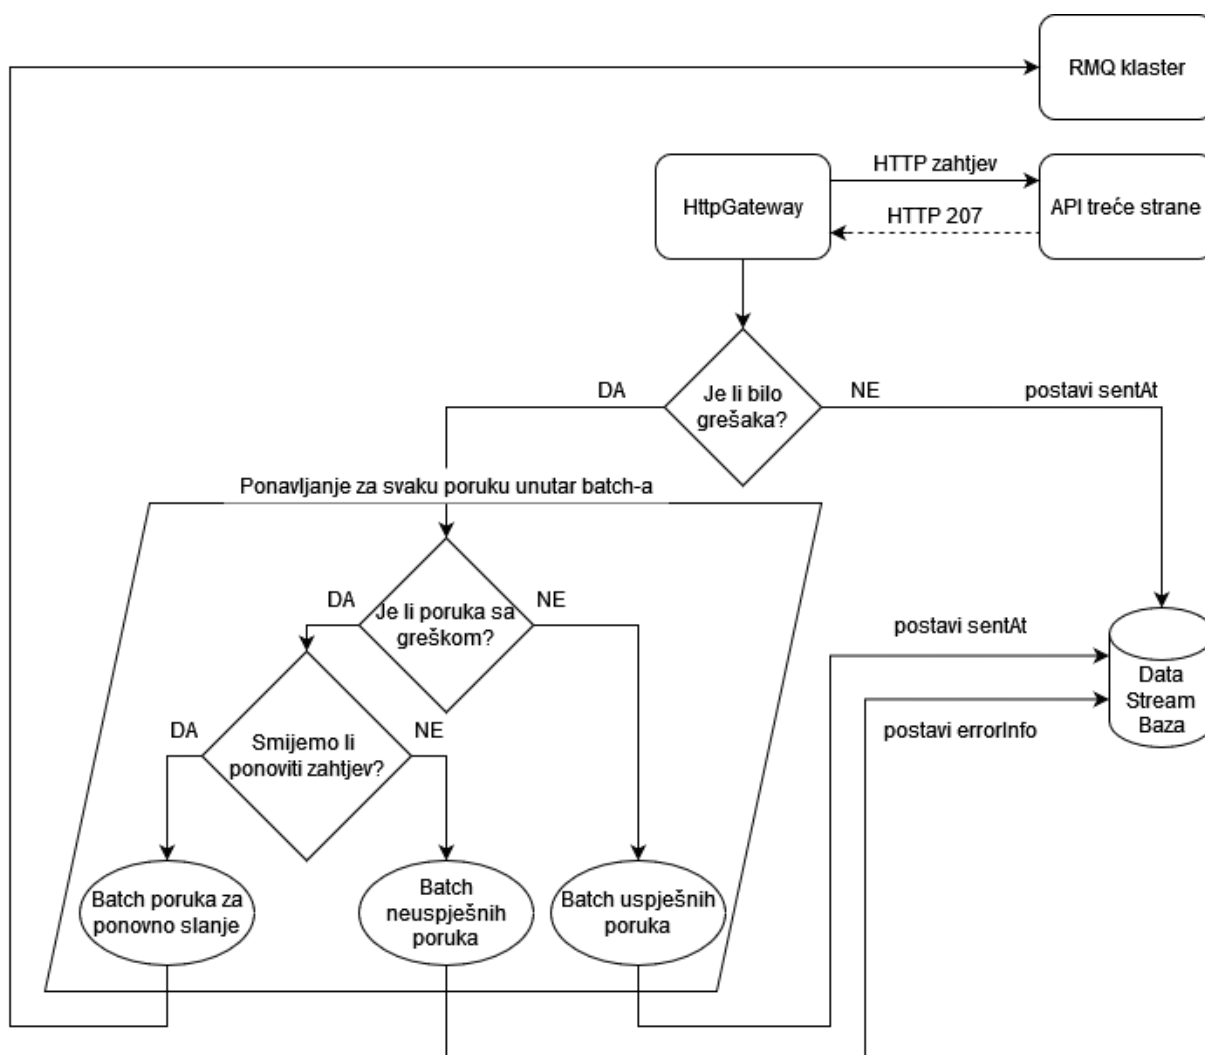 RMQ klaster
HTTP zahtjev
HttpGateway
API treće strane
HTTP 207
DA
Je li bilo
grešaka?
NE
postavi sentAt
Ponavljanje za svaku poruku unutar batch-a
DA
Je li poruka sa
greškom?
NE
postavi sentAt
Data
Stream
Baza
DA
Smijemo li
ponoviti zahtjev?
NE
postavi errorInfo
Batch poruka za
ponovno slanje
Batch
neuspješnih
poruka
Batch uspješnih
poruka